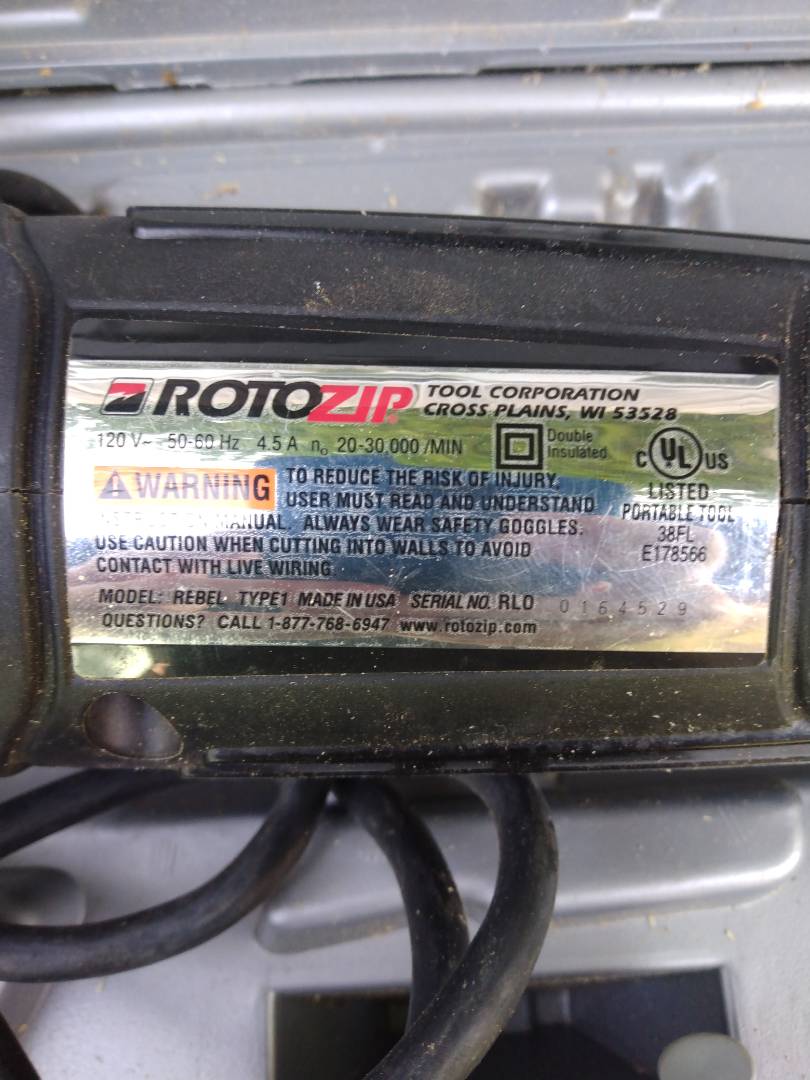 ROTOZIP® TOOL CORPORATION
CROSS PLAINS, WI 53528
120 V~ 50-60 Hz 4.5 A n₀ 20-30,000 /MIN
Double
Insulated
C UL US
LISTED
PORTABLE TOOL
38FL
E178566
WARNING TO REDUCE THE RISK OF INJURY,
USER MUST READ AND UNDERSTAND
INSTRUCTION MANUAL. ALWAYS WEAR SAFETY GOGGLES.
USE CAUTION WHEN CUTTING INTO WALLS TO AVOID
CONTACT WITH LIVE WIRING.
MODEL: REBEL TYPE1 MADE IN USA SERIAL NO. RLO 0164529
QUESTIONS? CALL 1-877-768-6947 www.rotozip.com